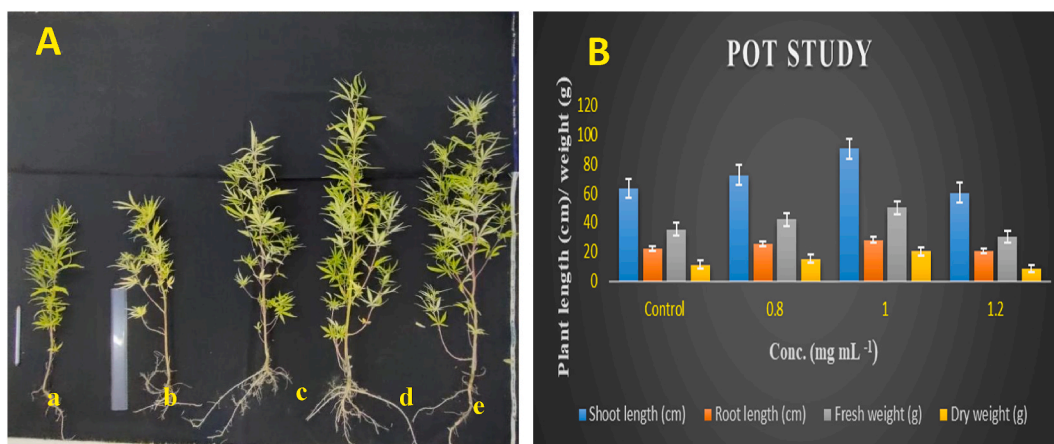 A
a
b
c
d
e
B
POT STUDY
Plant length (cm)/ weight (g)
120
100
80
60
40
20
0
Control
0.8
1
1.2
Conc. (mg mL -1)
Shoot length (cm)
Root length (cm)
Fresh weight (g)
Dry weight (g)